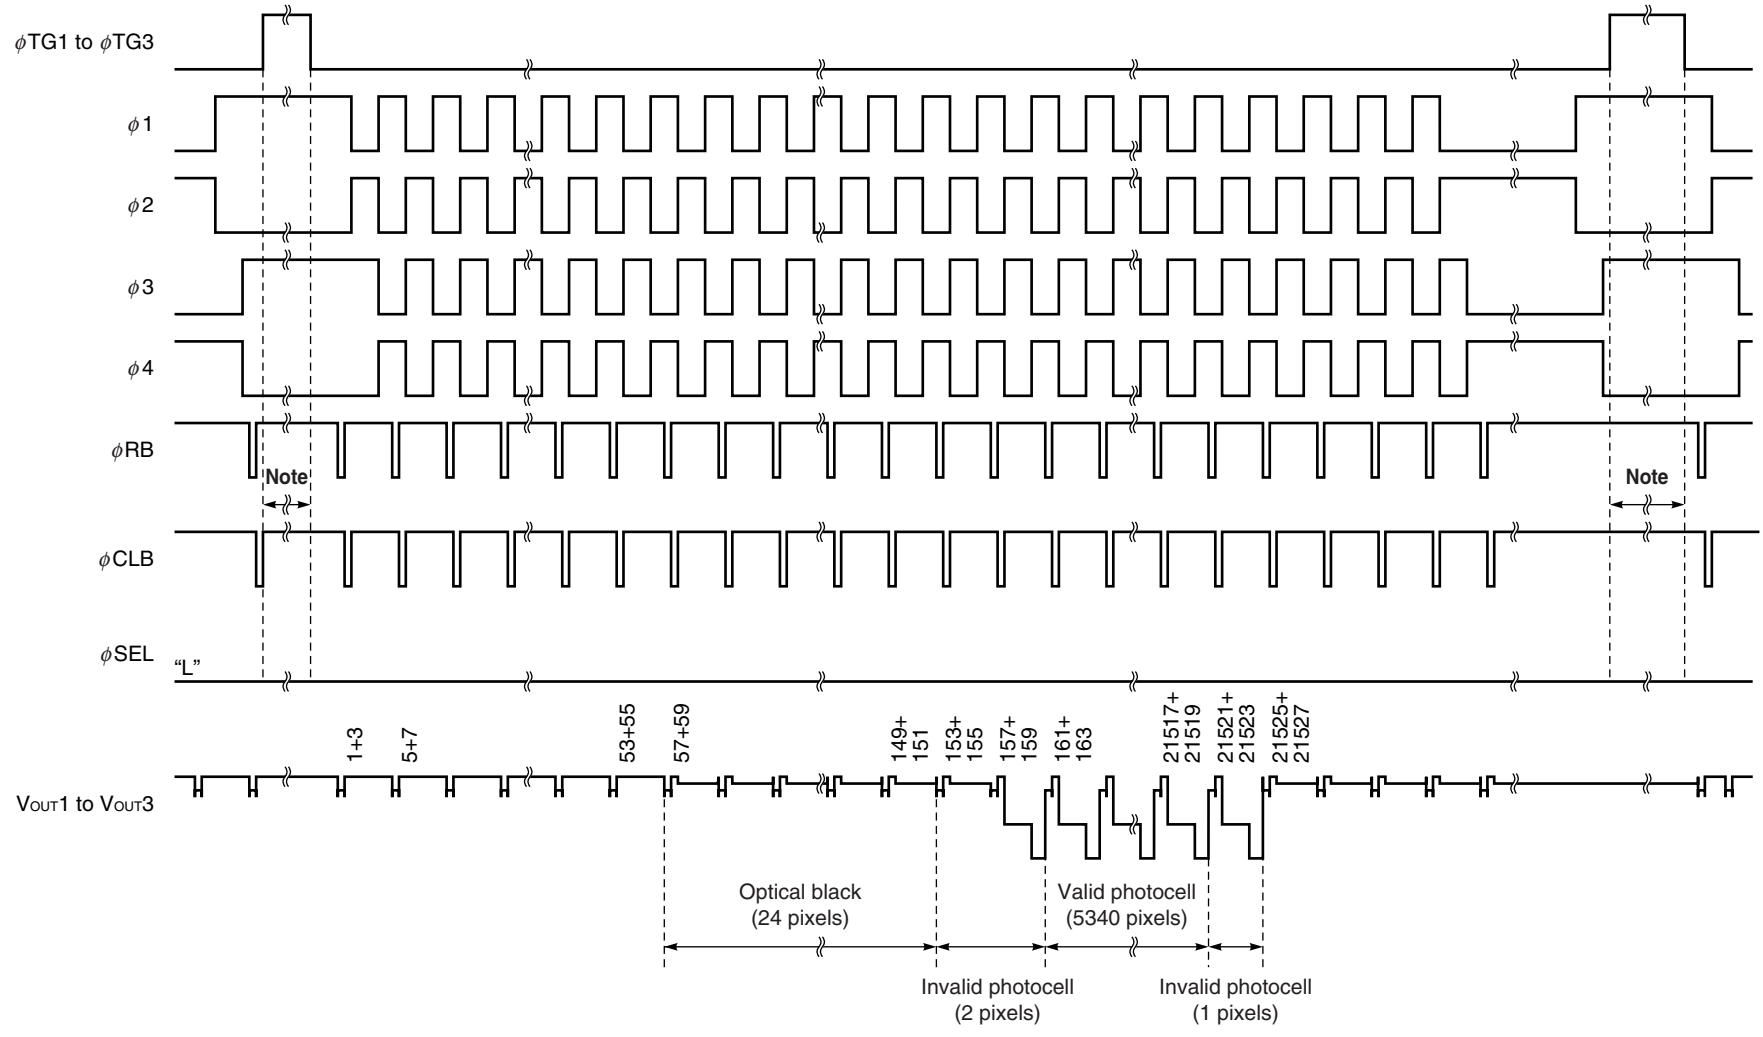 ϕTG1 to ϕTG3
ϕ1
ϕ2
ϕ3
ϕ4
ϕRB
Note
Note
ϕCLB
ϕSEL
“L”
1+3
5+7
53+55
57+59
149+
151
153+
155
157+
159
161+
163
21517+
21519
21521+
21523
21525+
21527
VOUT1 to VOUT3
Optical black
(24 pixels)
Valid photocell
(5340 pixels)
Invalid photocell
(2 pixels)
Invalid photocell
(1 pixels)